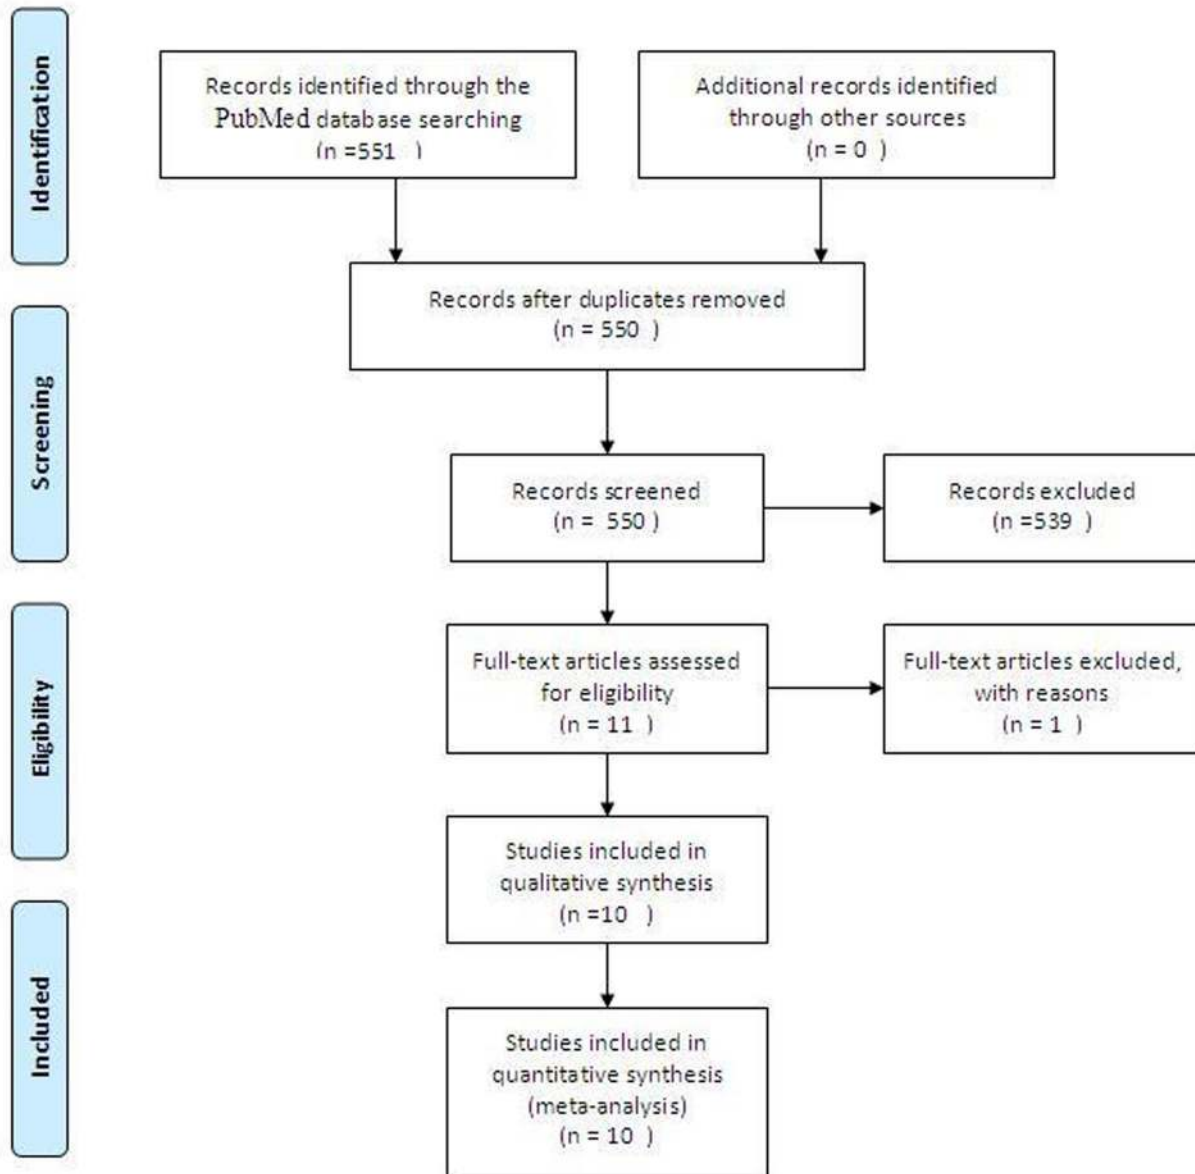 Identification
Records identified through the
PubMed database searching
(n =551 )
Additional records identified
through other sources
(n = 0 )
Records after duplicates removed
(n = 550 )
Screening
Records screened
(n = 550 )
Records excluded
(n =539 )
Eligibility
Full-text articles assessed
for eligibility
(n = 11 )
Full-text articles excluded,
with reasons
(n = 1 )
Studies included in
qualitative synthesis
(n =10 )
Included
Studies included in
quantitative synthesis
(meta-analysis)
(n = 10 )